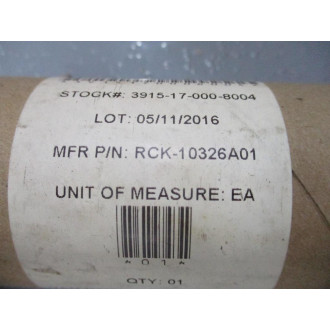 STOCK#: 3915-17-000-8004
LOT: 05/11/2016
MFR P/N: RCK-10326A01
UNIT OF MEASURE: EA
*01*
QTY: 01